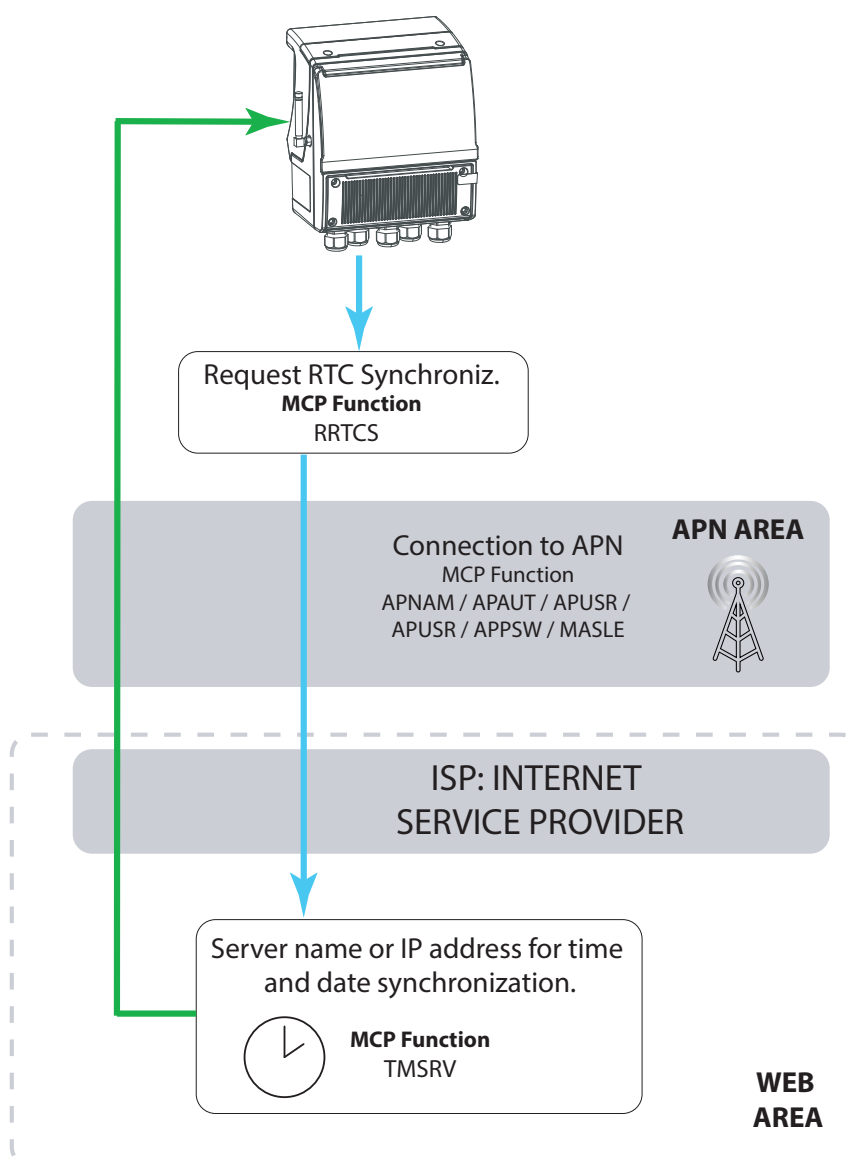 Request RTC Synchroniz.
MCP Function
RRTCS
APN AREA
Connection to APN
MCP Function
APNAM / APAUT / APUSR /
APUSR / APPSW / MASLE
ISP: INTERNET
SERVICE PROVIDER
Server name or IP address for time
and date synchronization.
MCP Function
TMSRV
WEB
AREA